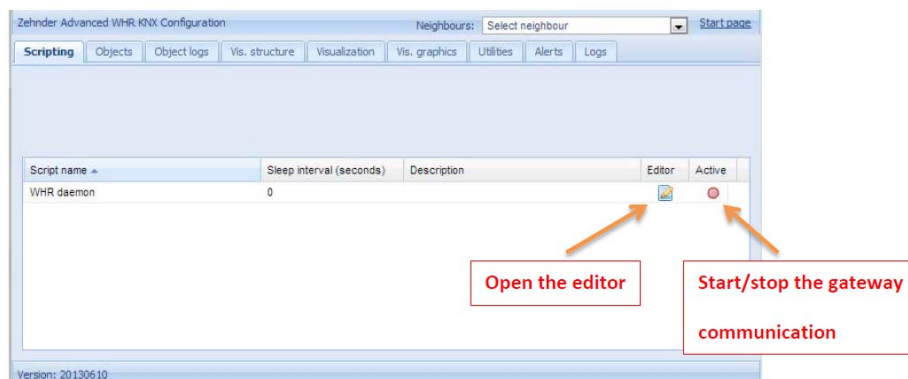 Zehnder Advanced WHR KNX Configuration Neighbours: Select neighbour Start page
Scripting Objects Object logs Vis. structure Visualization Vis. graphics Utilities Alerts Logs
Script name Sleep interval (seconds) Description Editor Active
WHR daemon 0
Open the editor
Start/stop the gateway
communication
Version: 20130610